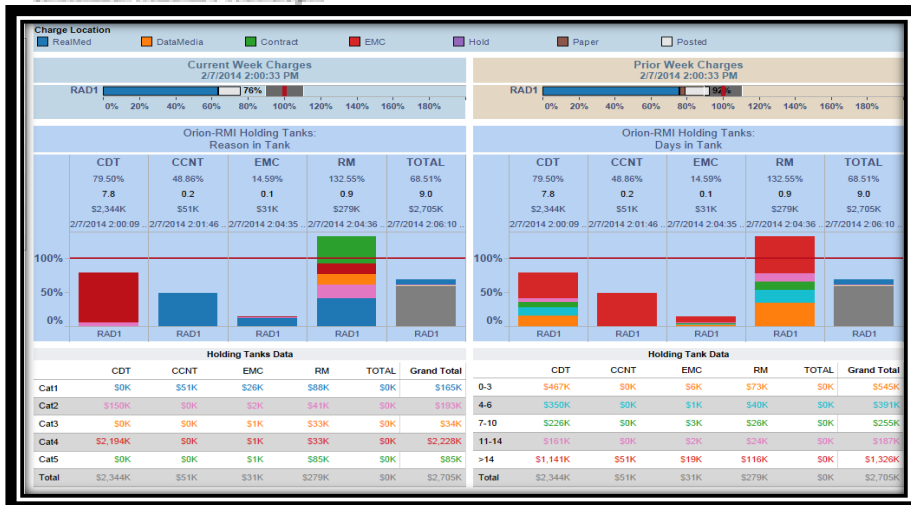 Charge Location
RealMed DataMedia Contract EMC Hold Paper Posted
Current Week Charges
2/7/2014 2:00:33 PM
RAD1 76%
0% 20% 40% 60% 80% 100% 120% 140% 160% 180%
Prior Week Charges
2/7/2014 2:00:33 PM
RAD1 92%
0% 20% 40% 60% 80% 100% 120% 140% 160% 180%
Orion-RMI Holding Tanks:
Reason in Tank
CDT CCNT EMC RM TOTAL
79.50% 48.86% 14.59% 132.55% 68.51%
7.8 0.2 0.1 0.9 9.0
$2,344K $51K $31K $279K $2,705K
2/7/2014 2:00:09 .. 2/7/2014 2:01:46 .. 2/7/2014 2:04:35 .. 2/7/2014 2:04:36 .. 2/7/2014 2:06:10 ..
100%
50%
0%
RAD1 RAD1 RAD1 RAD1 RAD1
Orion-RMI Holding Tanks:
Days in Tank
CDT CCNT EMC RM TOTAL
79.50% 48.86% 14.59% 132.55% 68.51%
7.8 0.2 0.1 0.9 9.0
$2,344K $51K $31K $279K $2,705K
2/7/2014 2:00:09 .. 2/7/2014 2:01:46 .. 2/7/2014 2:04:35 .. 2/7/2014 2:04:36 .. 2/7/2014 2:06:10 ..
100%
50%
0%
RAD1 RAD1 RAD1 RAD1 RAD1
Holding Tanks Data
CDT CCNT EMC RM TOTAL Grand Total
Cat1 $0K $51K $26K $88K $0K $165K
Cat2 $150K $0K $2K $41K $0K $193K
Cat3 $0K $0K $1K $33K $0K $34K
Cat4 $2,194K $0K $1K $33K $0K $2,228K
Cat5 $0K $0K $1K $85K $0K $85K
Total $2,344K $51K $31K $279K $0K $2,705K
Holding Tank Data
CDT CCNT EMC RM TOTAL Grand Total
0-3 $467K $0K $6K $73K $0K $545K
4-6 $350K $0K $1K $40K $0K $391K
7-10 $226K $0K $3K $26K $0K $255K
11-14 $161K $0K $2K $24K $0K $187K
>14 $1,141K $51K $19K $116K $0K $1,326K
Total $2,344K $51K $31K $279K $0K $2,705K